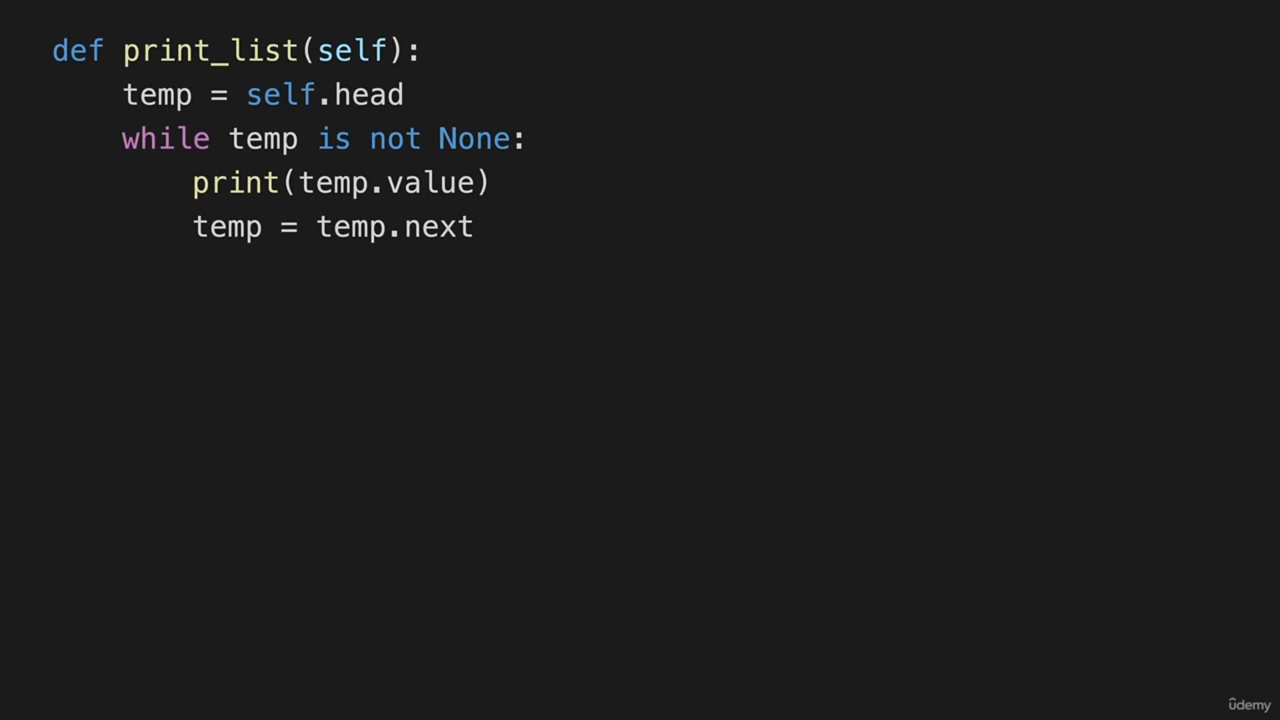 def print_list(self):
    temp = self.head
    while temp is not None:
        print(temp.value)
        temp = temp.next
ûdemy